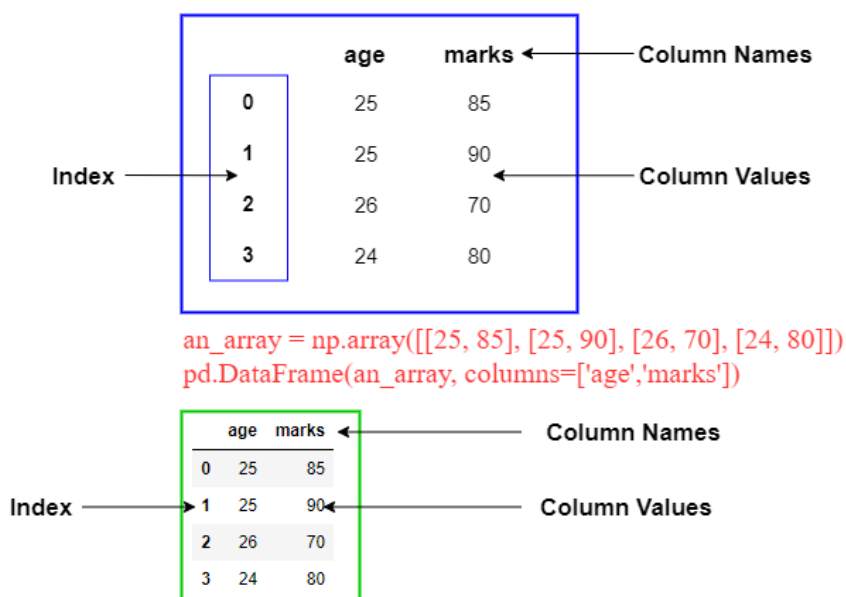 age marks Column Names
0 25 85
1 25 90
Index Column Values
2 26 70
3 24 80
an_array = np.array([[25, 85], [25, 90], [26, 70], [24, 80]])
pd.DataFrame(an_array, columns=['age','marks'])
age marks Column Names
0 25 85
Index 1 25 90 Column Values
2 26 70
3 24 80